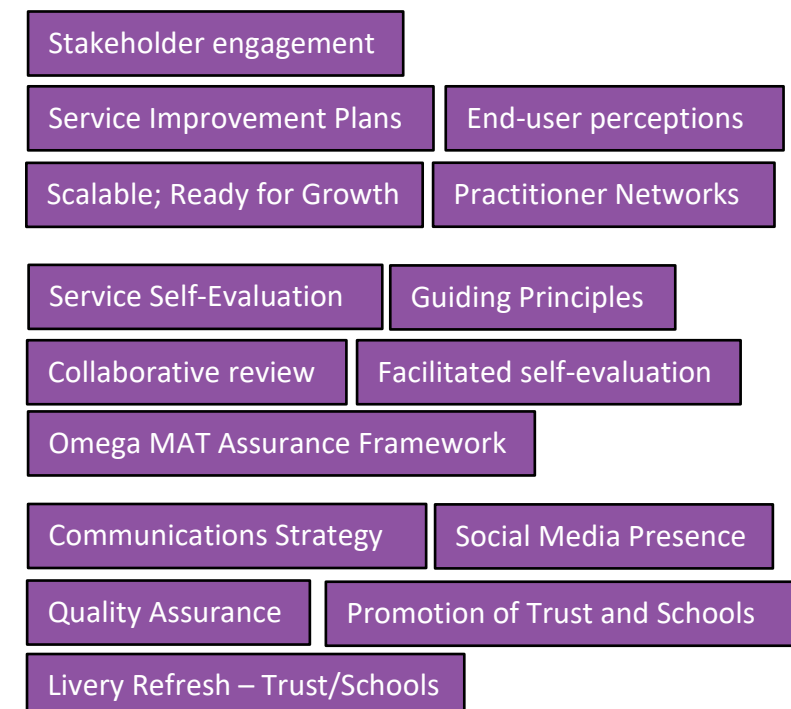 Stakeholder engagement
Service Improvement Plans
End-user perceptions
Scalable; Ready for Growth
Practitioner Networks
Service Self-Evaluation
Guiding Principles
Collaborative review
Facilitated self-evaluation
Omega MAT Assurance Framework
Communications Strategy
Social Media Presence
Quality Assurance
Promotion of Trust and Schools
Livery Refresh – Trust/Schools